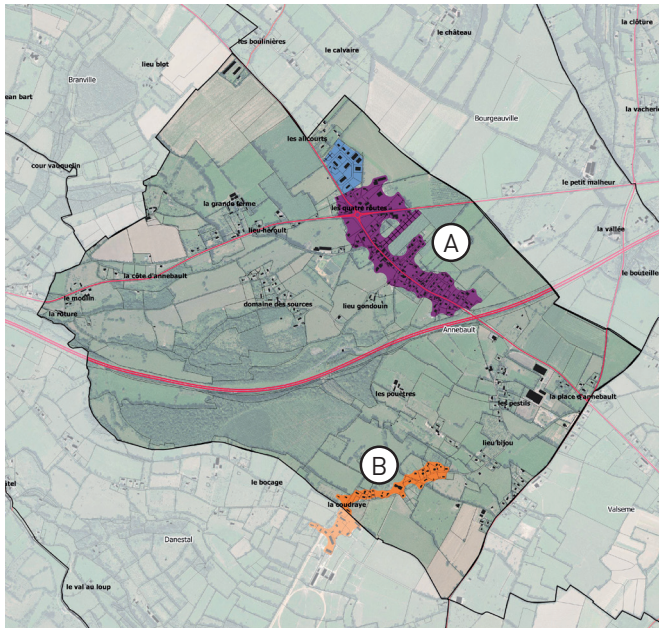 le château
la clôture
les boulinières
le calvaire
lieu blot
Branville
ean bart
la vacherie
Bourgeauville
les alicourts
cour vauquelin
le petit malheur
la grande ferme
les quatre routes
lieu-hérault
la vallée
A
la côte d'annebault
le bouteille
le moulin
domaine des sources
lieu gondouin
la roture
Annebault
les pouêtres
la place d'annebault
les pestils
lieu bijou
B
le bocage
tel
la coudraye
Valseme
Danestal
le val au loup